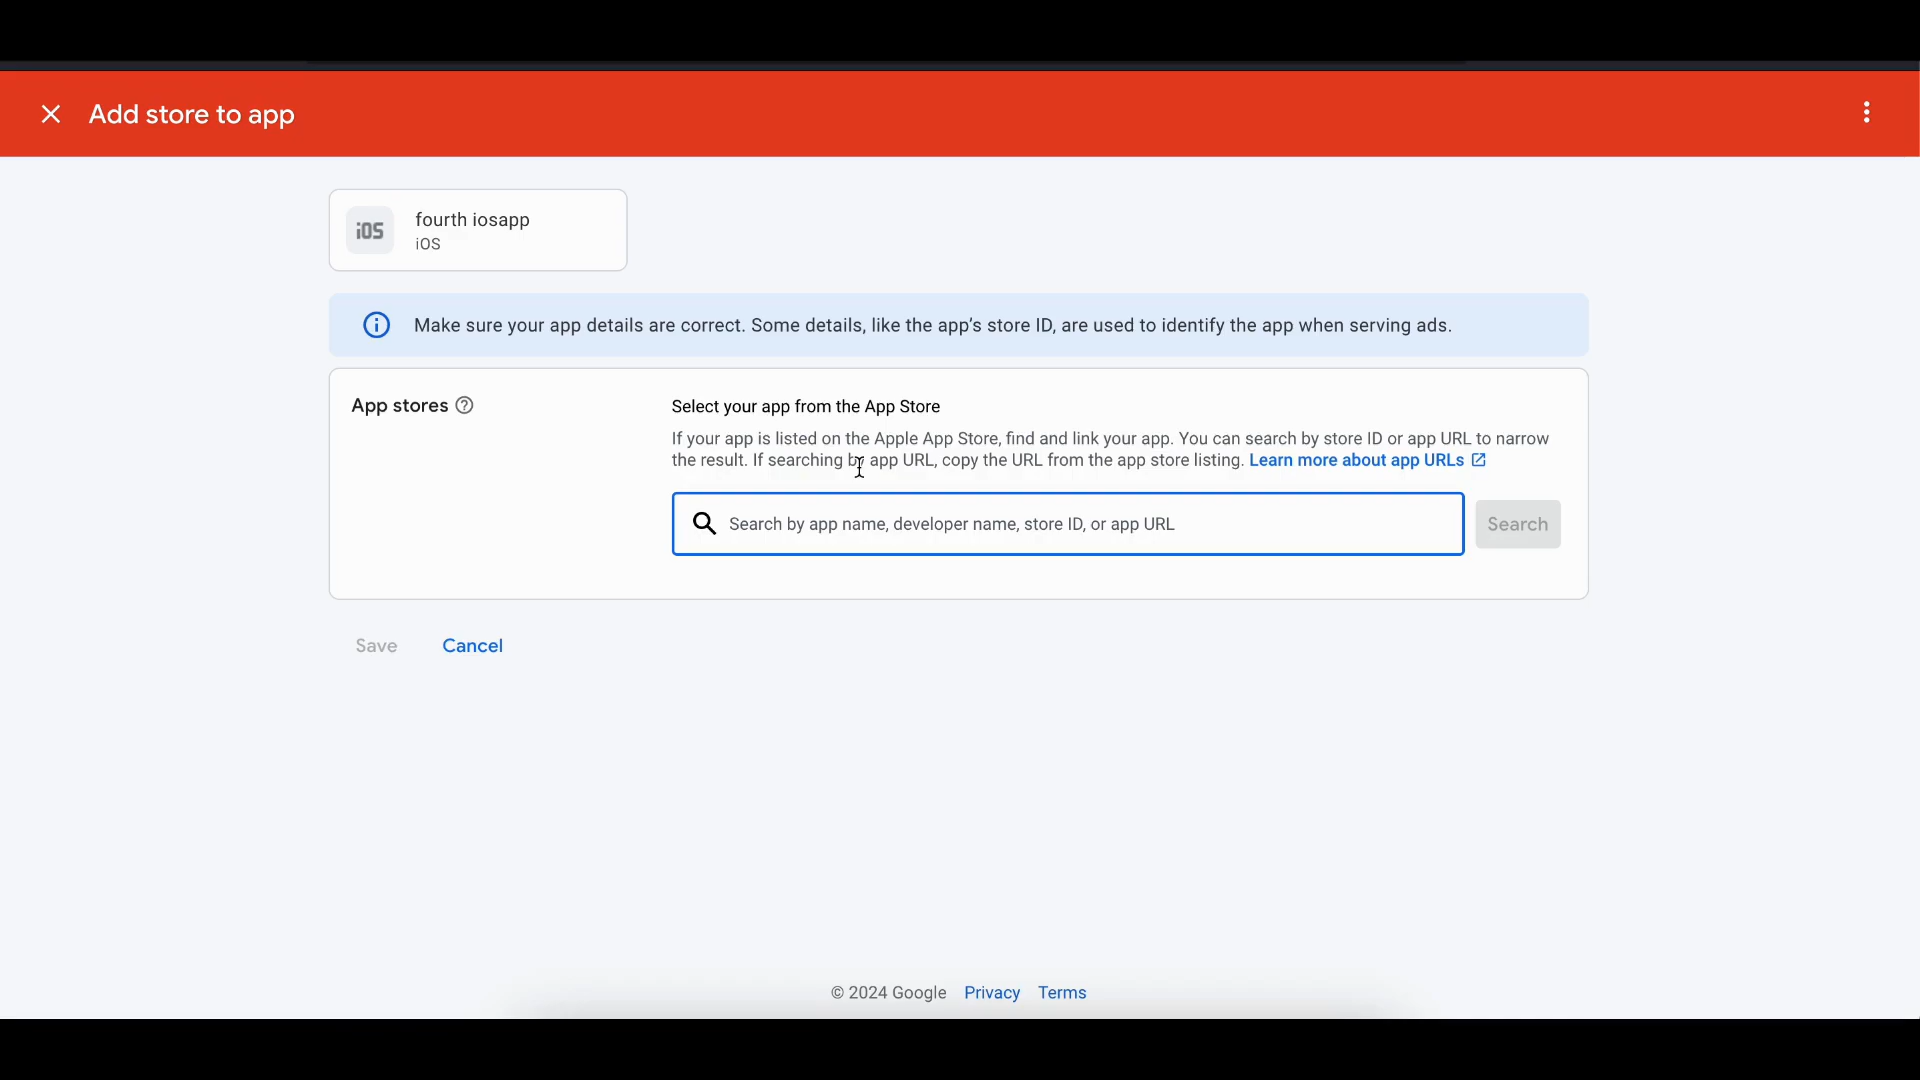 Add store to app
iOS
fourth iosapp
iOS
Make sure your app details are correct. Some details, like the app’s store ID, are used to identify the app when serving ads.
App stores
Select your app from the App Store
If your app is listed on the Apple App Store, find and link your app. You can search by store ID or app URL to narrow
the result. If searching by app URL, copy the URL from the app store listing. Learn more about app URLs
Search by app name, developer name, store ID, or app URL
Search
Save
Cancel
© 2024 Google Privacy Terms